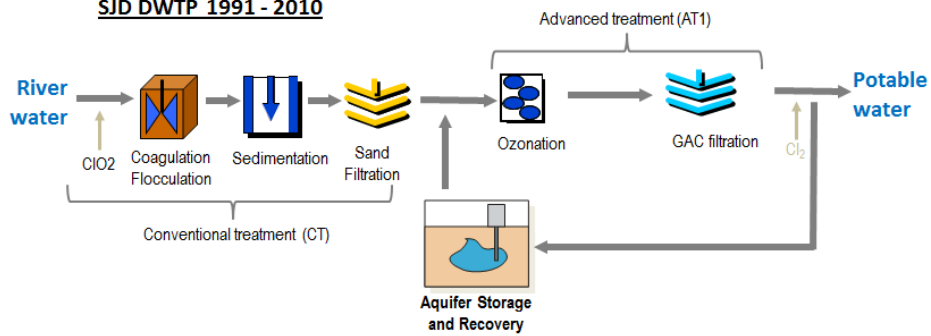 SJD DWTP 1991 - 2010
Advanced treatment (AT1)
River
water
Potable
water
ClO2
Coagulation
Flocculation
Sedimentation
Sand
Filtration
Ozonation
GAC filtration
Cl₂
Conventional treatment (CT)
Aquifer Storage
and Recovery